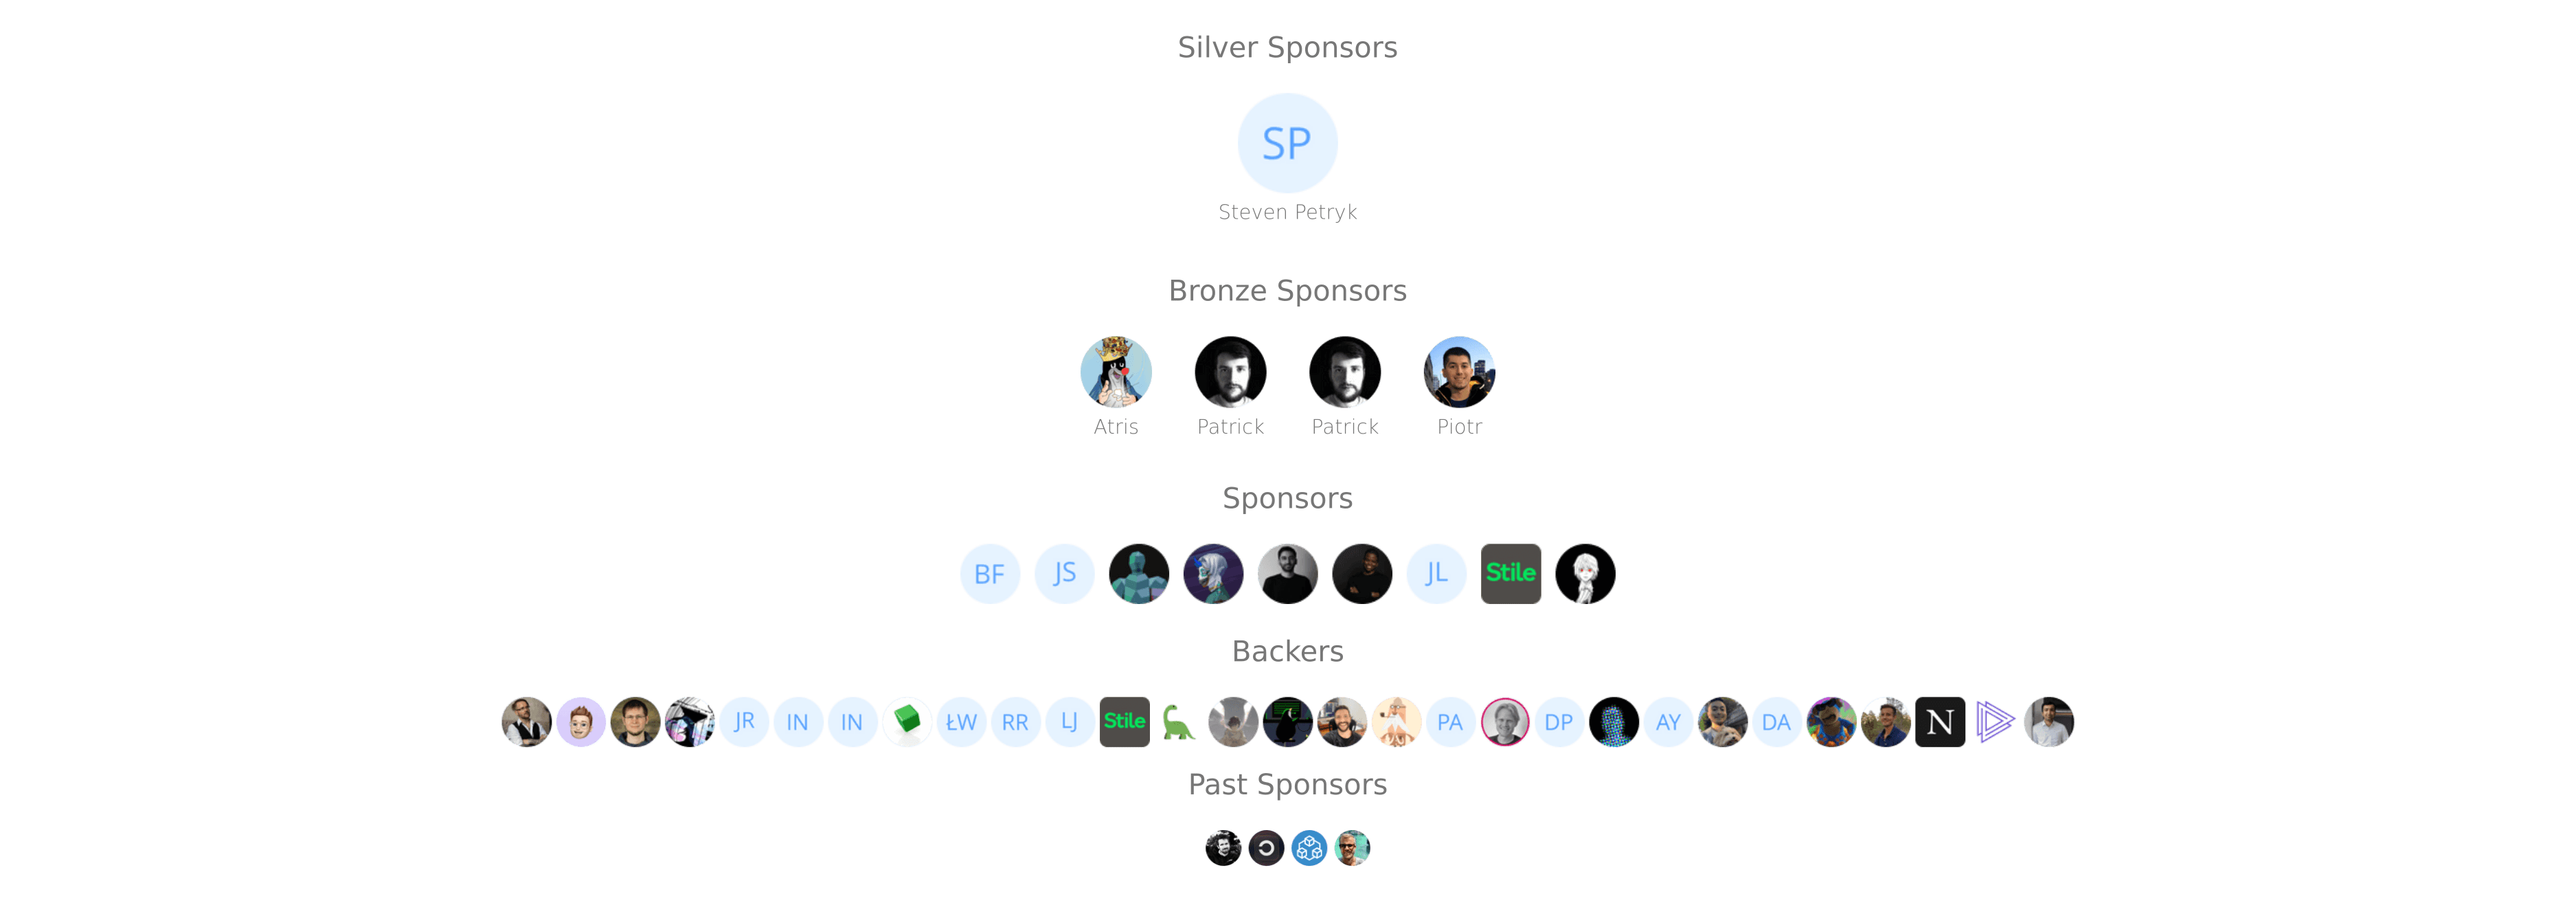 Silver Sponsors
SP
Steven Petryk
Bronze Sponsors
Atris Patrick Patrick Piotr
Sponsors
BF JS JL Stile
Backers
JR IN IN ŁW RR LJ Stile PA DP AY DA N
Past Sponsors